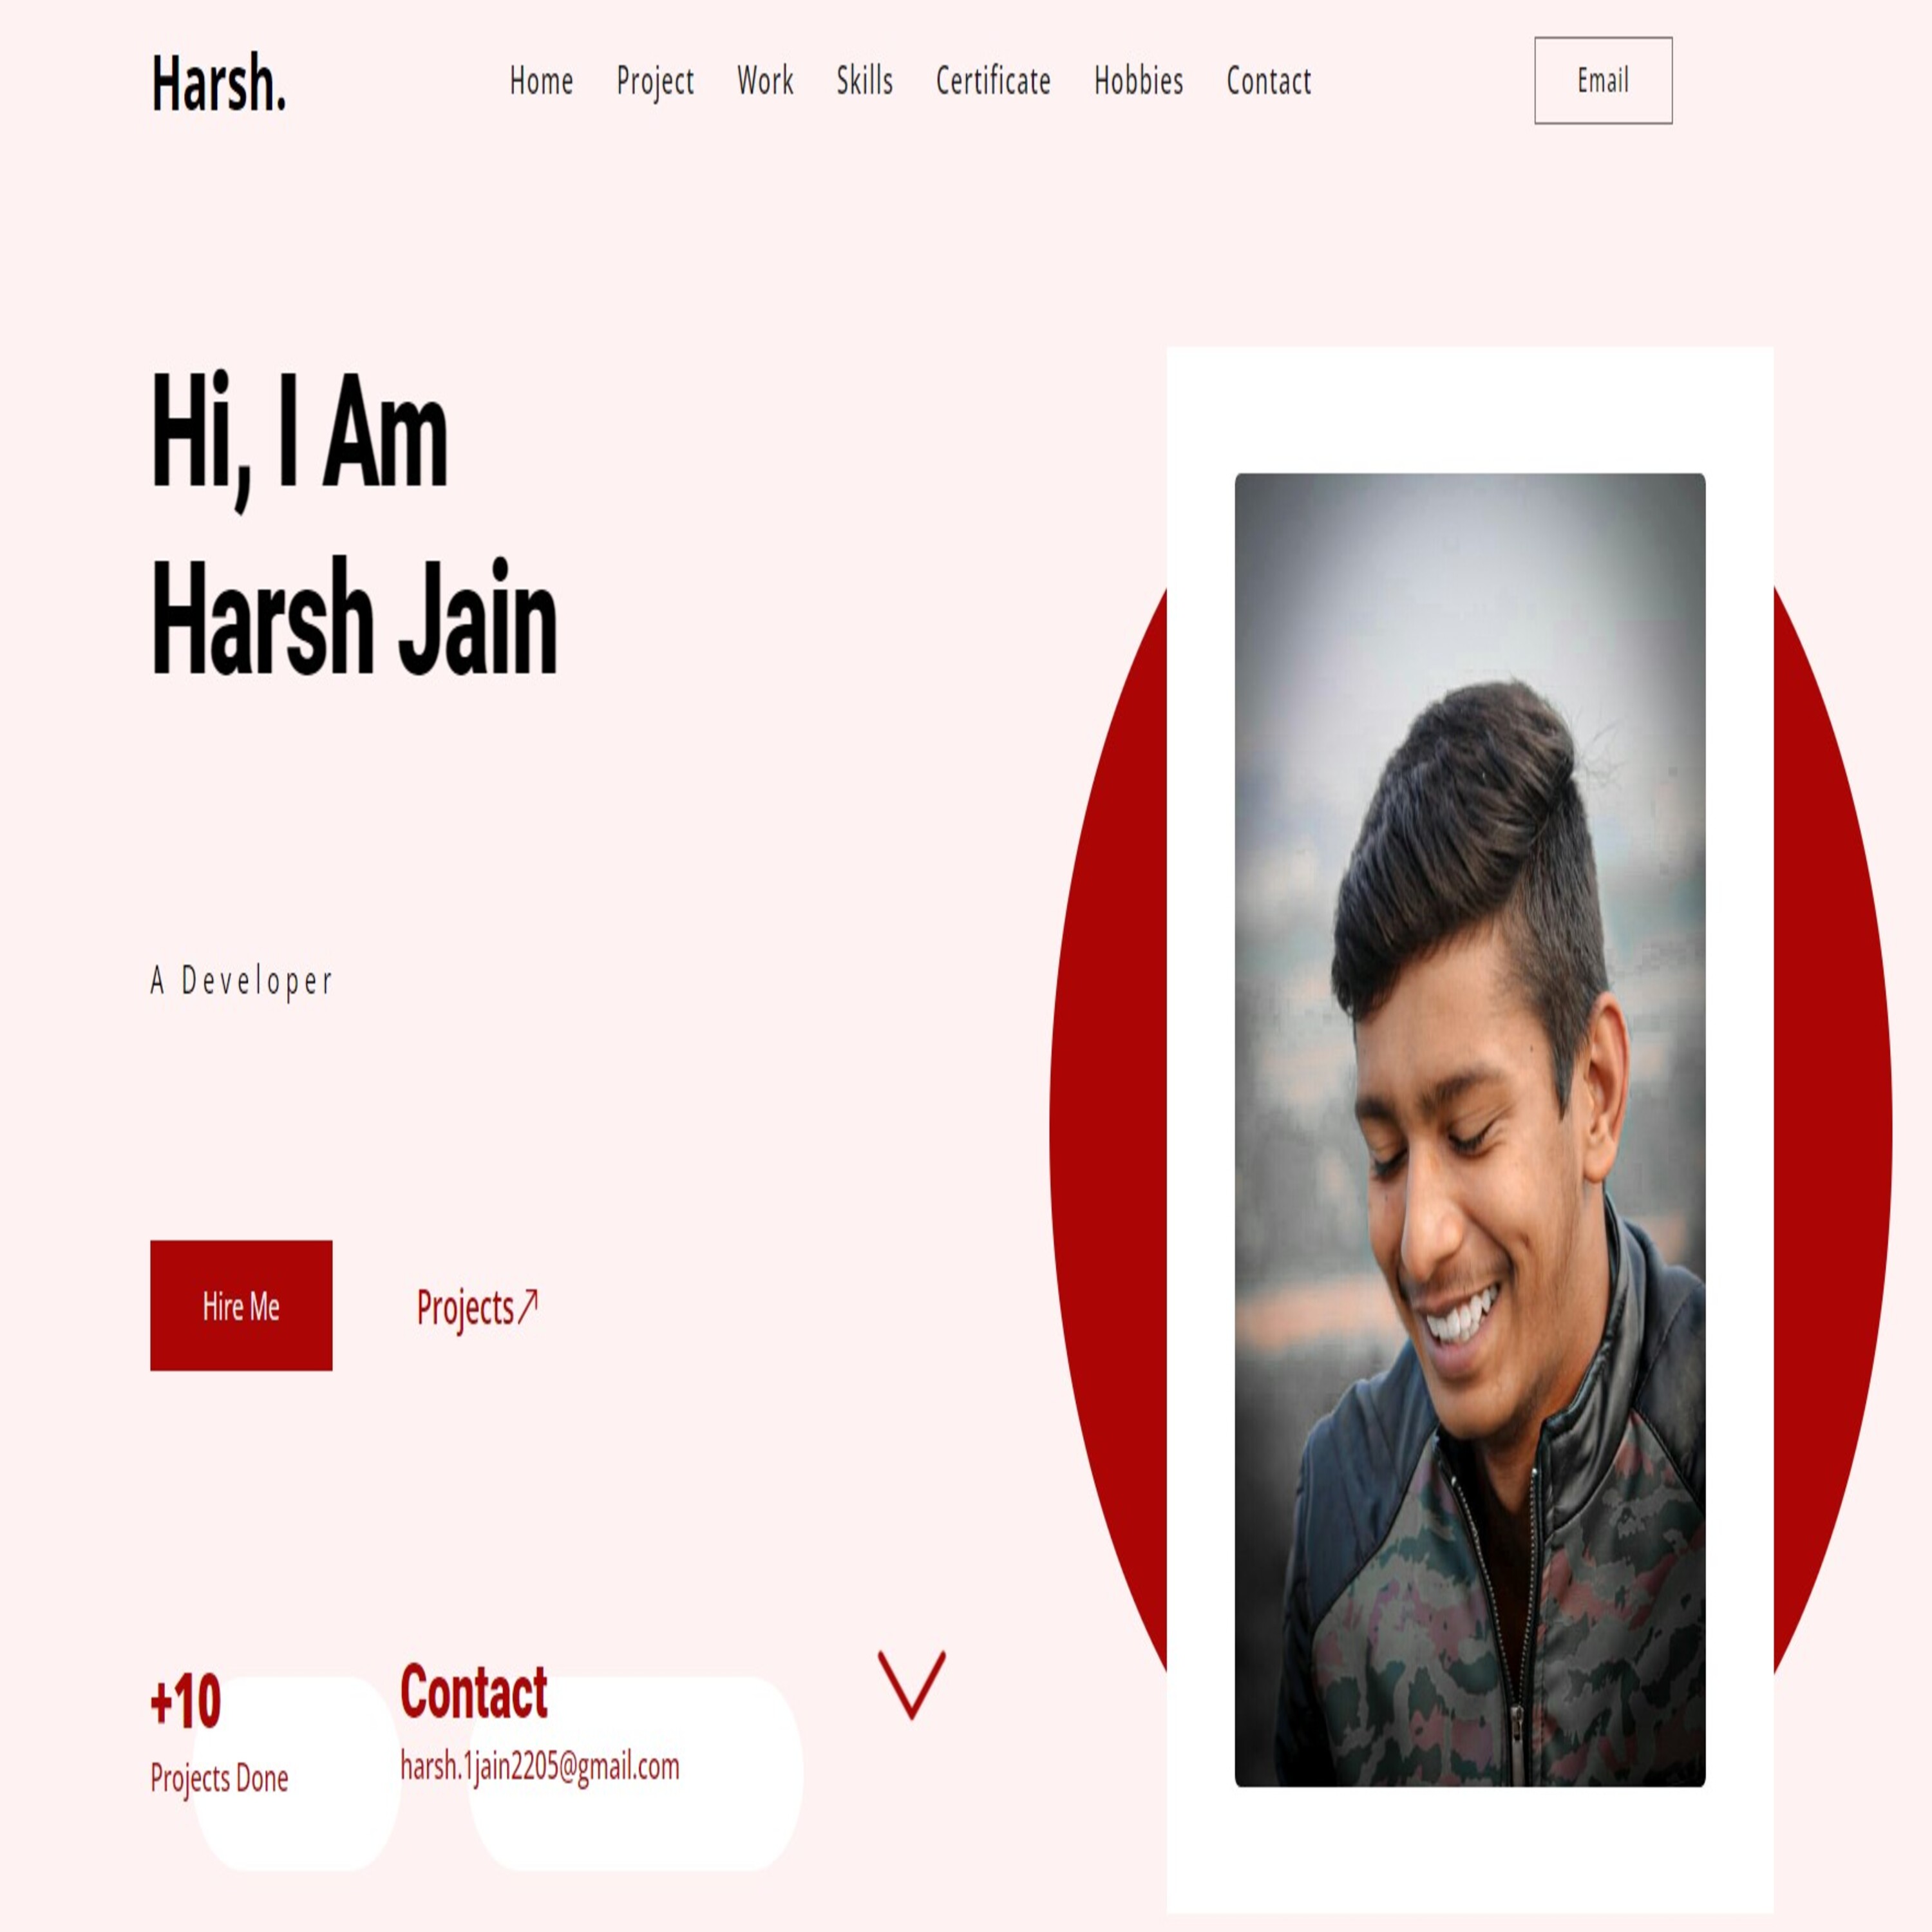 Harsh.
Home Project Work Skills Certificate Hobbies Contact
Email
Hi, I Am
Harsh Jain
A Developer
Hire Me
Projects
+10
Projects Done
Contact
harsh.1jain2205@gmail.com